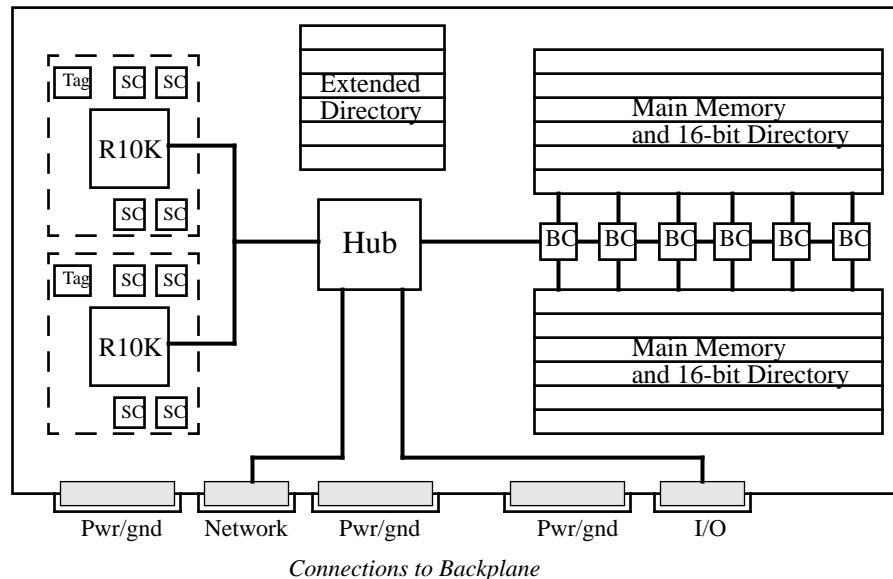 Tag SC SC
R10K
SC SC
Tag SC SC
R10K
SC SC
Extended
Directory
Hub
Main Memory
and 16-bit Directory
BC BC BC BC BC BC
Main Memory
and 16-bit Directory
Pwr/gnd Network Pwr/gnd Pwr/gnd I/O
Connections to Backplane